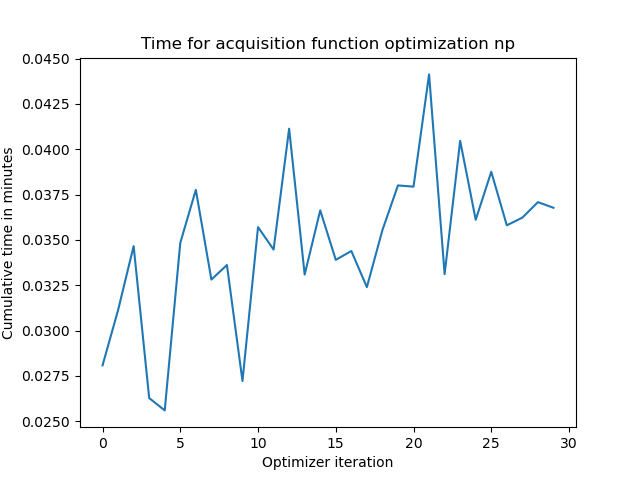 Time for acquisition function optimization np
Cumulative time in minutes
0.0450
0.0425
0.0400
0.0375
0.0350
0.0325
0.0300
0.0275
0.0250
0 5 10 15 20 25 30
Optimizer iteration